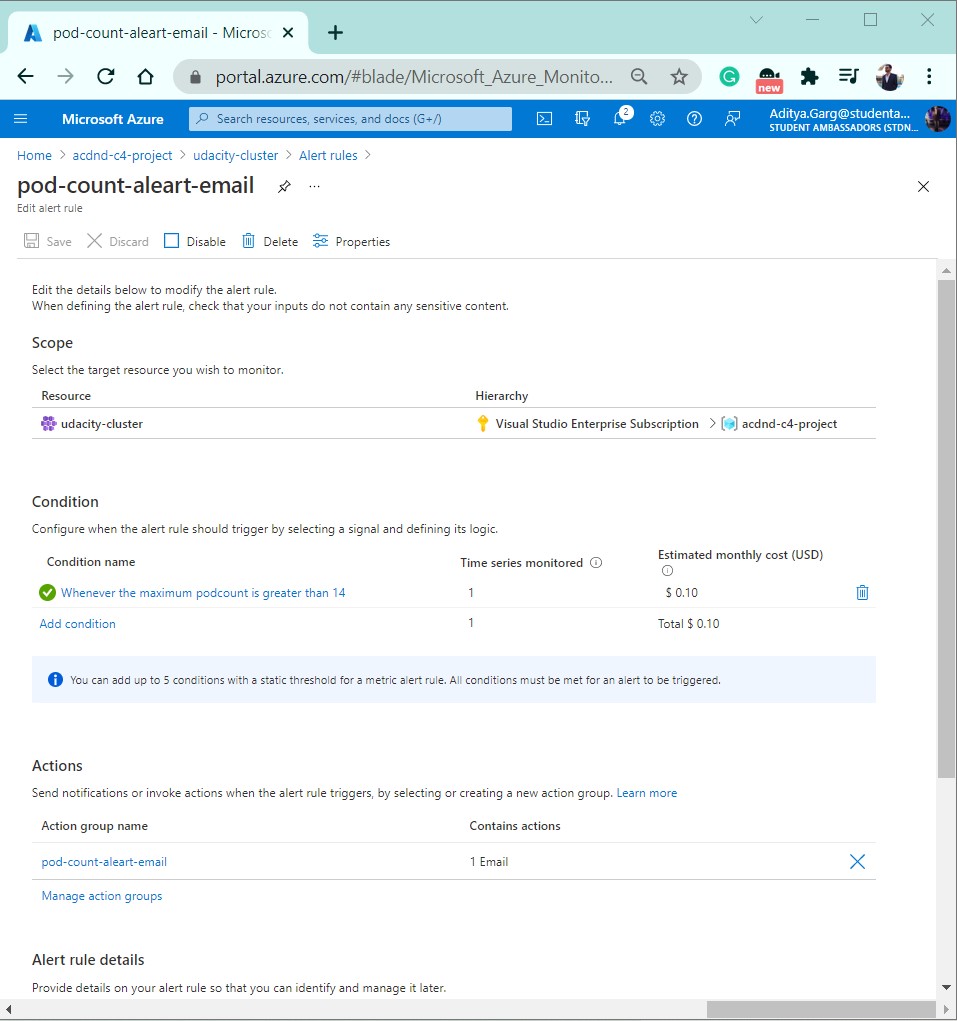 pod-count-aleart-email - Micros
portal.azure.com/#blade/Microsoft_Azure_Monito...
new
Microsoft Azure
Search resources, services, and docs (G+/)
2
Aditya.Garg@studenta...
STUDENT AMBASSADORS (STDN...
Home > acdnd-c4-project > udacity-cluster > Alert rules >
pod-count-aleart-email ...
Edit alert rule
Save Discard Disable Delete Properties
Edit the details below to modify the alert rule.
When defining the alert rule, check that your inputs do not contain any sensitive content.
Scope
Select the target resource you wish to monitor.
Resource Hierarchy
udacity-cluster Visual Studio Enterprise Subscription > acdnd-c4-project
Condition
Configure when the alert rule should trigger by selecting a signal and defining its logic.
Condition name Time series monitored Estimated monthly cost (USD)
Whenever the maximum podcount is greater than 14 1 $ 0.10
Add condition 1 Total $ 0.10
You can add up to 5 conditions with a static threshold for a metric alert rule. All conditions must be met for an alert to be triggered.
Actions
Send notifications or invoke actions when the alert rule triggers, by selecting or creating a new action group. Learn more
Action group name Contains actions
pod-count-aleart-email 1 Email
Manage action groups
Alert rule details
Provide details on your alert rule so that you can identify and manage it later.